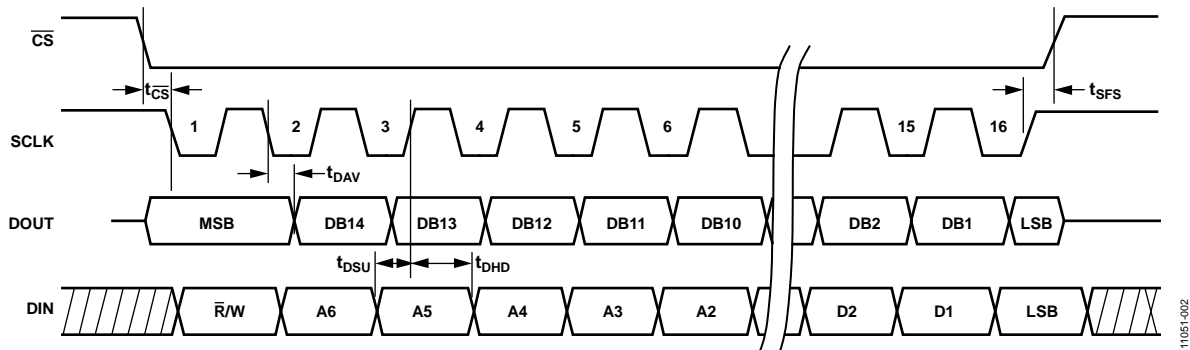 CS
tCS
tSFS
SCLK
1 2 3 4 5 6 15 16
tDAV
DOUT
MSB DB14 DB13 DB12 DB11 DB10 DB2 DB1 LSB
tDSU tDHD
DIN
R/W A6 A5 A4 A3 A2 D2 D1 LSB
11051-002